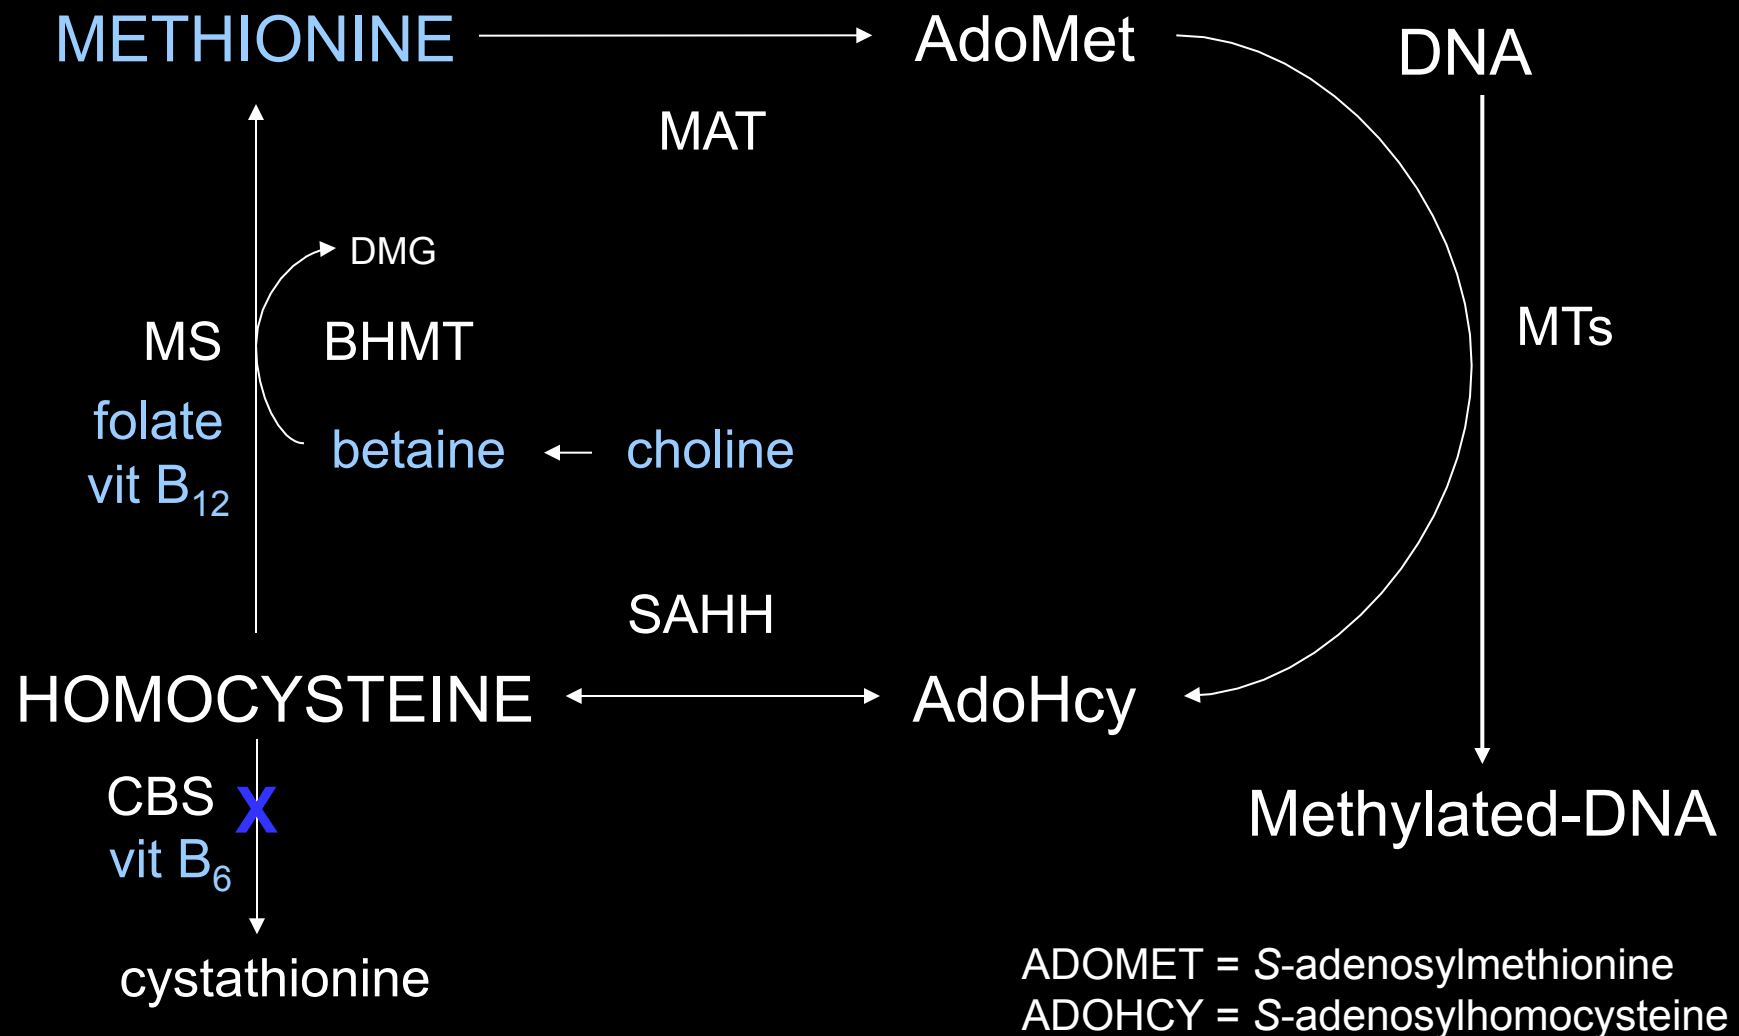 METHIONINE
AdoMet
DNA
MAT
DMG
MS
BHMT
MTs
folate
vit B12
betaine
choline
SAHH
HOMOCYSTEINE
AdoHcy
CBS
X
vit B6
Methylated-DNA
cystathionine
ADOMET = S-adenosylmethionine
ADOHCY = S-adenosylhomocysteine